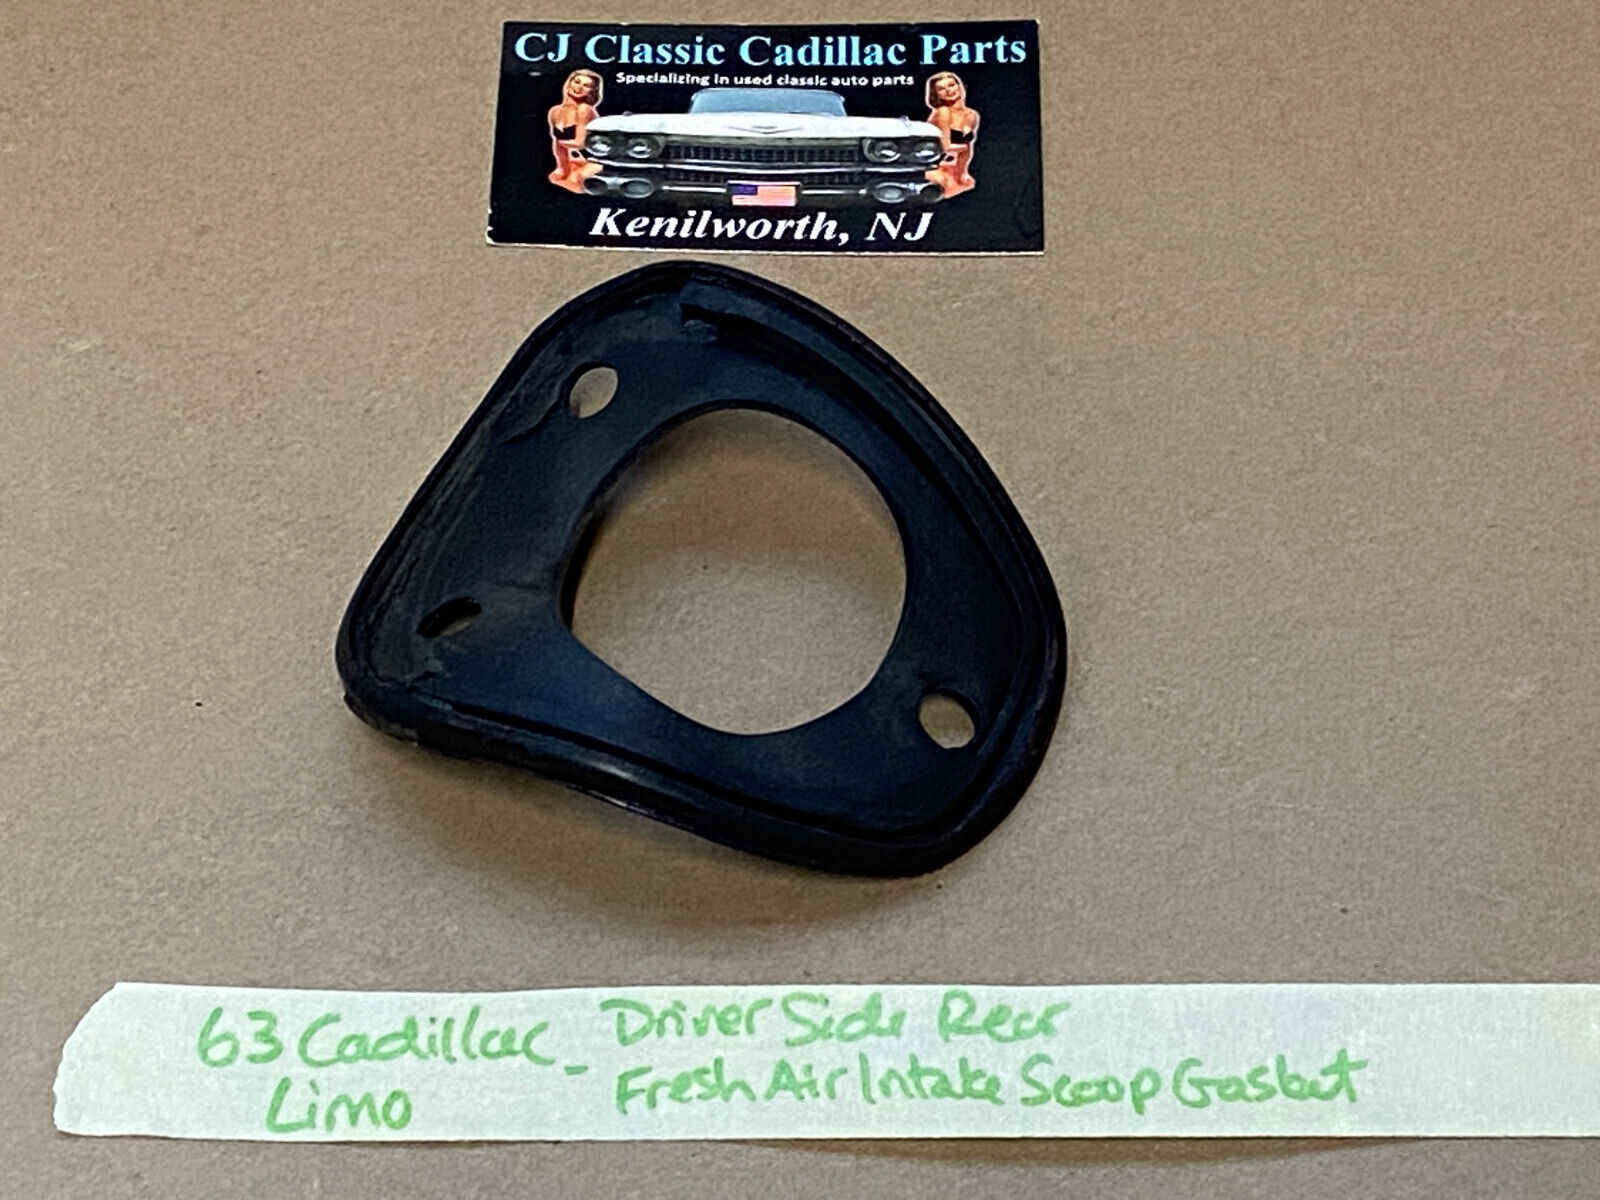 CJ Classic Cadillac Parts
Specializing in used classic auto parts
Kenilworth, NJ
63 Cadillac - Driver Side Rear
Limo Fresh Air Intake Scoop Gasket